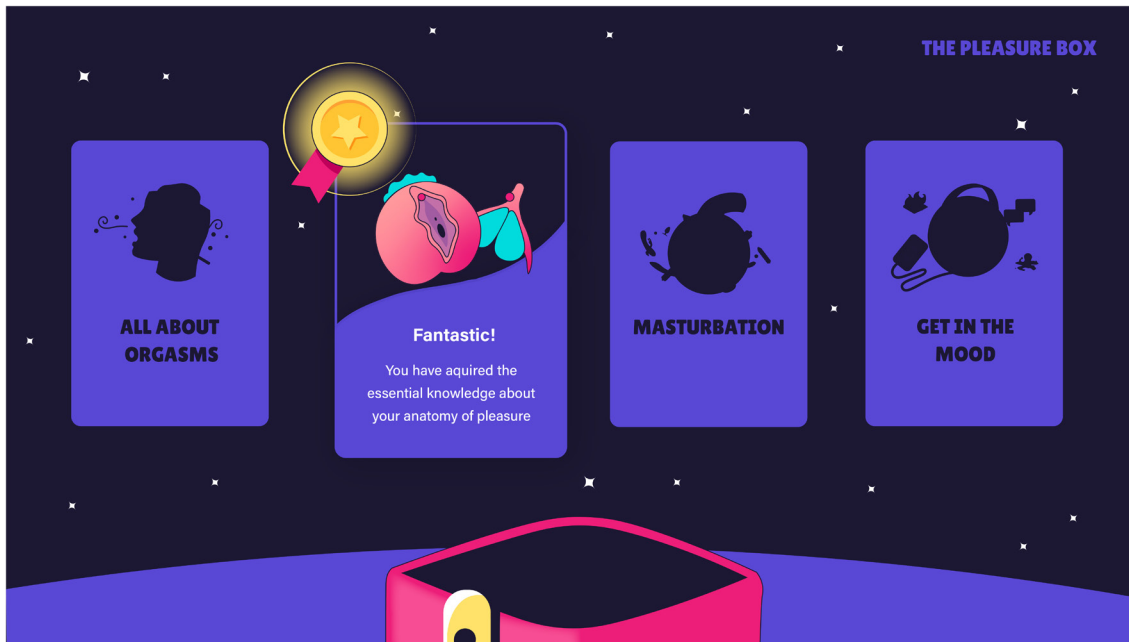 THE PLEASURE BOX
ALL ABOUT
ORGASMS
Fantastic!
You have aquired the
essential knowledge about
your anatomy of pleasure
MASTURBATION
GET IN THE
MOOD